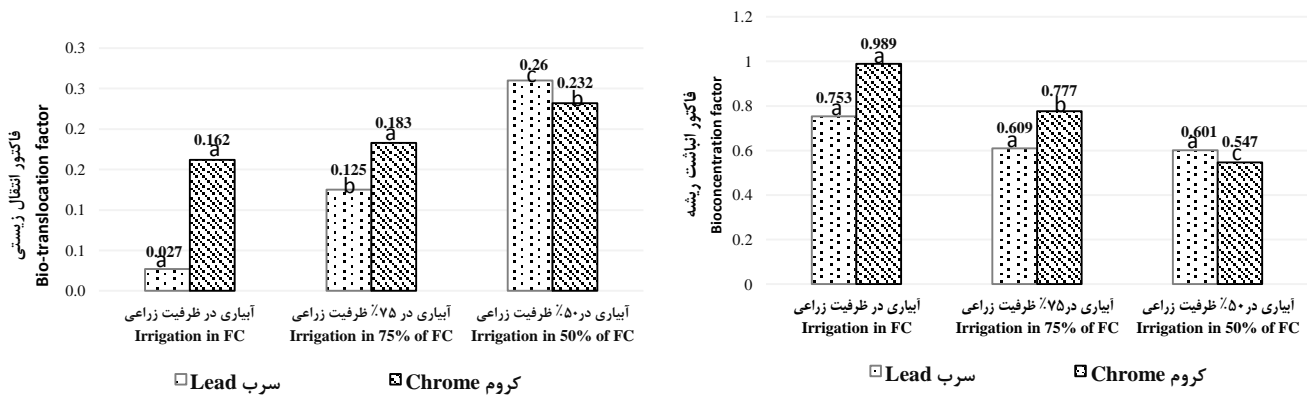 فاکتور انتقال زیستی
Bio-translocation factor
0.3
0.3
0.2
0.2
0.1
0.1
0.0
0.027
a
0.162
a
0.125
b
0.183
a
0.26
c
0.232
b
آبیاری در ظرفیت زراعی
Irrigation in FC
آبیاری در ۷۵٪ ظرفیت زراعی
Irrigation in 75% of FC
آبیاری در۵۰٪ ظرفیت زراعی
Irrigation in 50% of FC
سرب Lead
کروم Chrome
فاکتور انباشت ریشه
Bioconcentration factor
1.2
1
0.8
0.6
0.4
0.2
0
0.753
a
0.989
a
0.609
a
0.777
b
0.601
a
0.547
c
آبیاری در ظرفیت زراعی
Irrigation in FC
آبیاری در۷۵٪ ظرفیت زراعی
Irrigation in 75% of FC
آبیاری در۵۰٪ ظرفیت زراعی
Irrigation in 50% of FC
سرب Lead
کروم Chrome